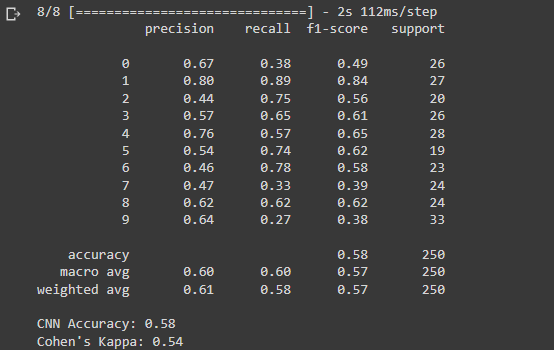 8/8 [==============================] - 2s 112ms/step
precision recall f1-score support
0 0.67 0.38 0.49 26
1 0.80 0.89 0.84 27
2 0.44 0.75 0.56 20
3 0.57 0.65 0.61 26
4 0.76 0.57 0.65 28
5 0.54 0.74 0.62 19
6 0.46 0.78 0.58 23
7 0.47 0.33 0.39 24
8 0.62 0.62 0.62 24
9 0.64 0.27 0.38 33
accuracy 0.58 250
macro avg 0.60 0.60 0.57 250
weighted avg 0.61 0.58 0.57 250
CNN Accuracy: 0.58
Cohen's Kappa: 0.54